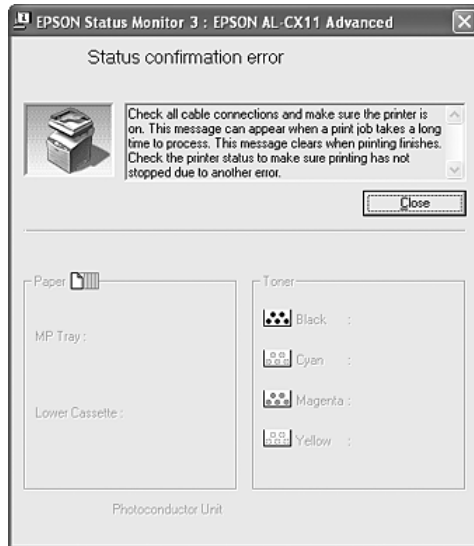 EPSON Status Monitor 3 : EPSON AL-CX11 Advanced
Status confirmation error
Check all cable connections and make sure the printer is
on. This message can appear when a print job takes a long
time to process. This message clears when printing finishes.
Check the printer status to make sure printing has not
stopped due to another error.
Close
Paper
MP Tray :
Lower Cassette :
Toner
Black :
Cyan :
Magenta :
Yellow :
Photoconductor Unit